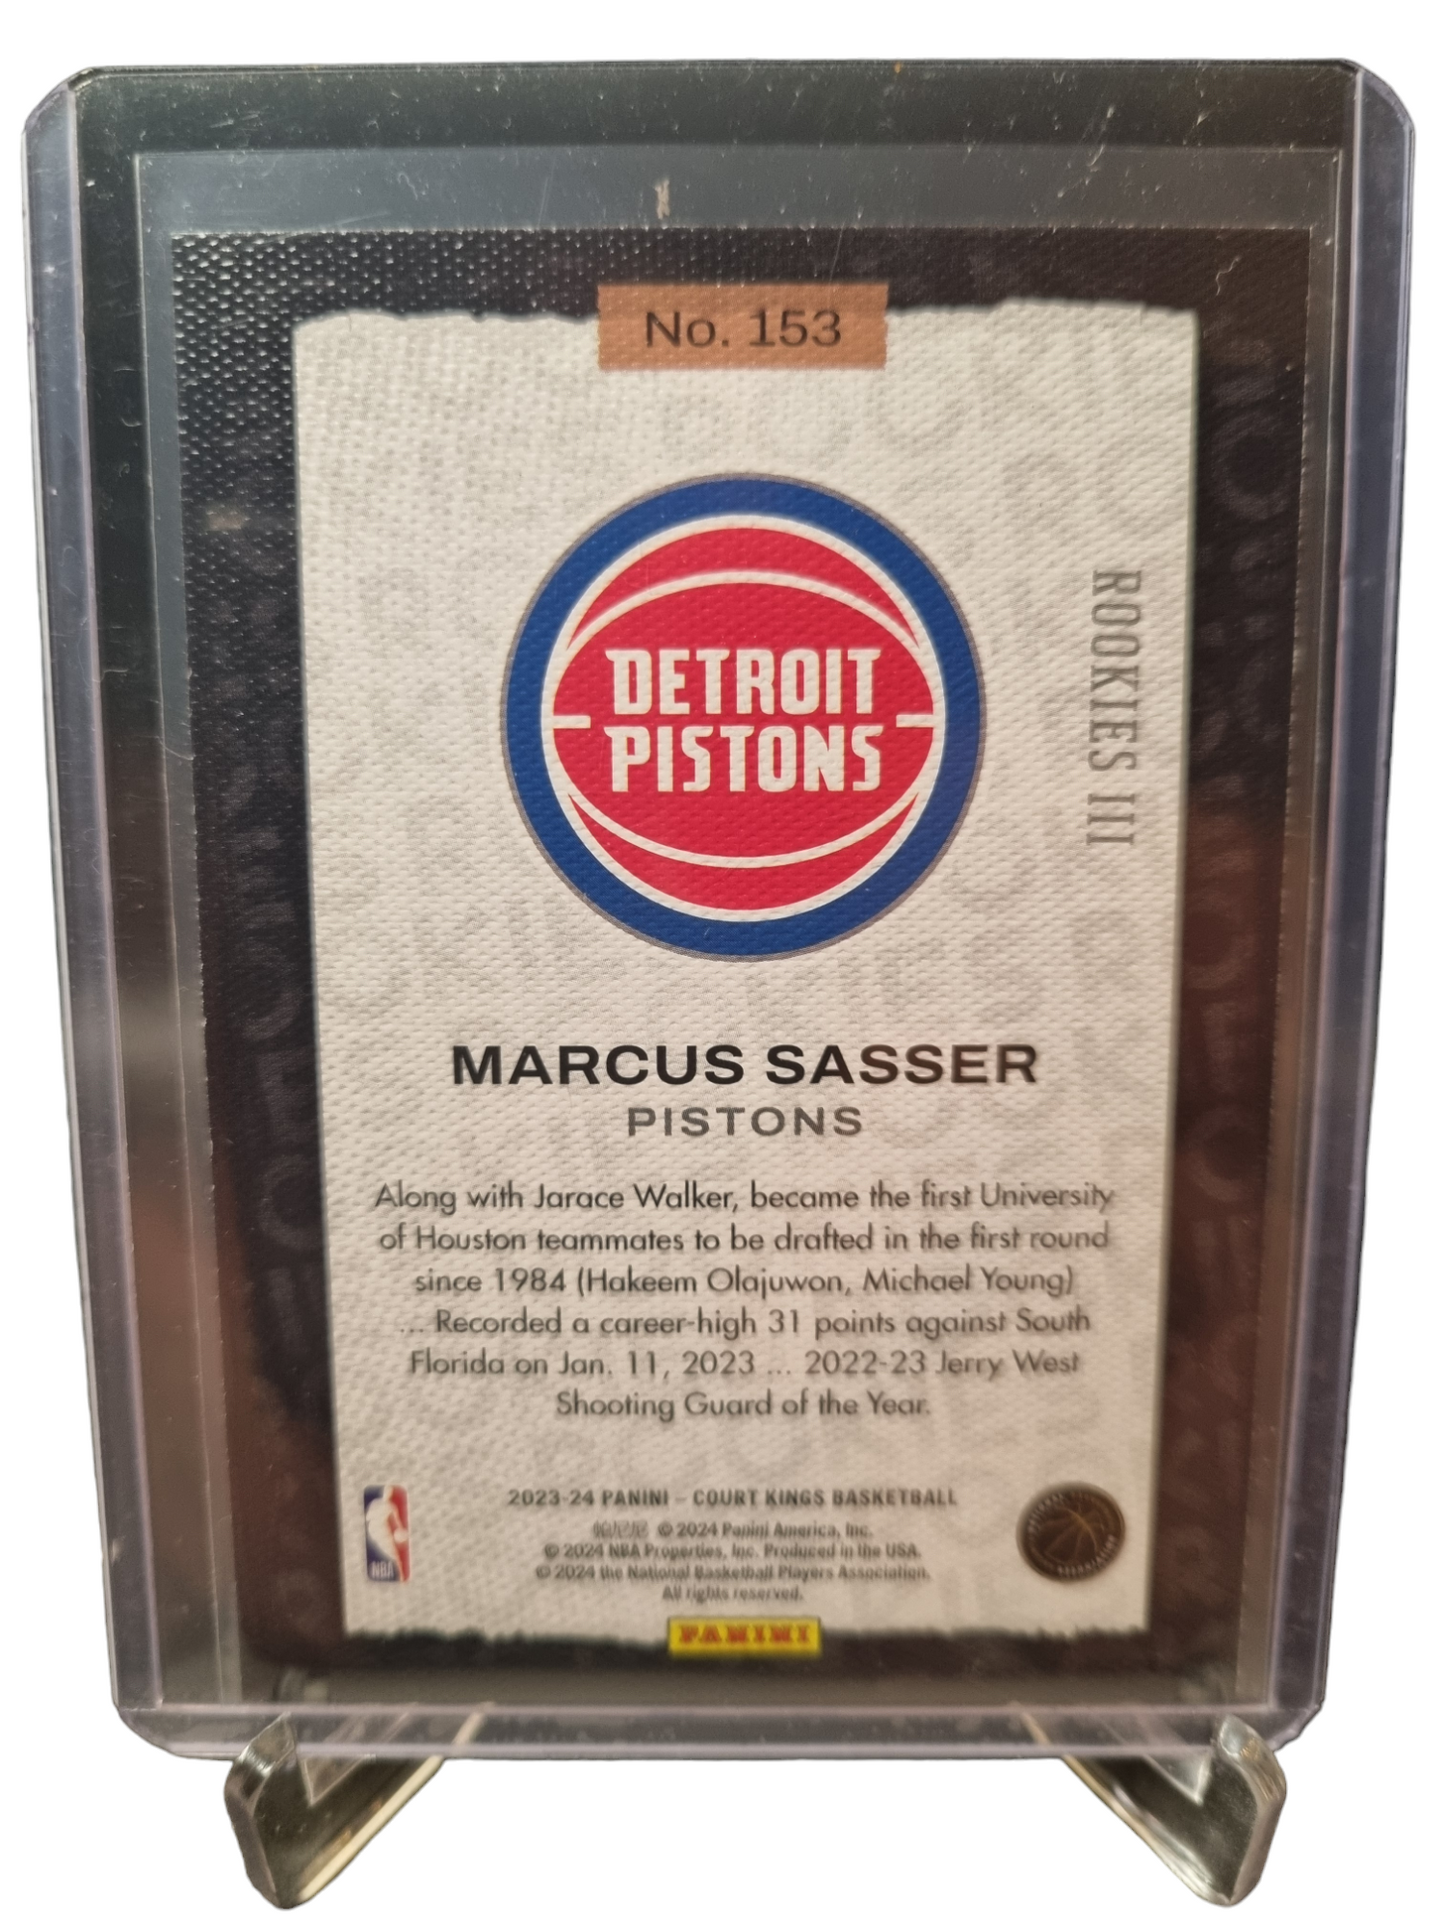 No. 153
DETROIT
PISTONS
ROOKIES III
MARCUS SASSER
PISTONS
Along with Jarace Walker, became the first University
of Houston teammates to be drafted in the first round
since 1984 (Hakeem Olajuwon, Michael Young)
... Recorded a career-high 31 points against South
Florida on Jan. 11, 2023 ... 2022-23 Jerry West
Shooting Guard of the Year.
2023-24 PANINI – COURT KINGS BASKETBALL
© 2024 Panini America, Inc.
© 2024 NBA Properties, Inc. Produced in the USA.
© 2024 the National Basketball Players Association.
All rights reserved.
NBA
PANINI